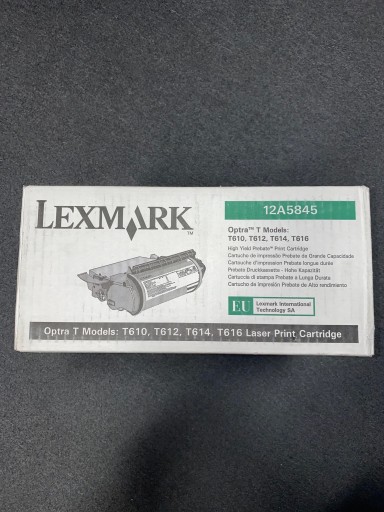 LEXMARK™
12A5845
Optra™ T Models:
T610, T612, T614, T616
High Yield Prebate™ Print Cartridge
Cartucho de impresión Prebate de Grande Capacidade
Cartouche d'impression Prebate longue durée
Prebate Druckkassette - Hohe Kapazität
Cartuccia di stampa Prebate a Lunga Durata
Cartucho de Impresión Prebate de Alto rendimiento
EU Lexmark International
Technology SA
Optra T Models: T610, T612, T614, T616 Laser Print Cartridge